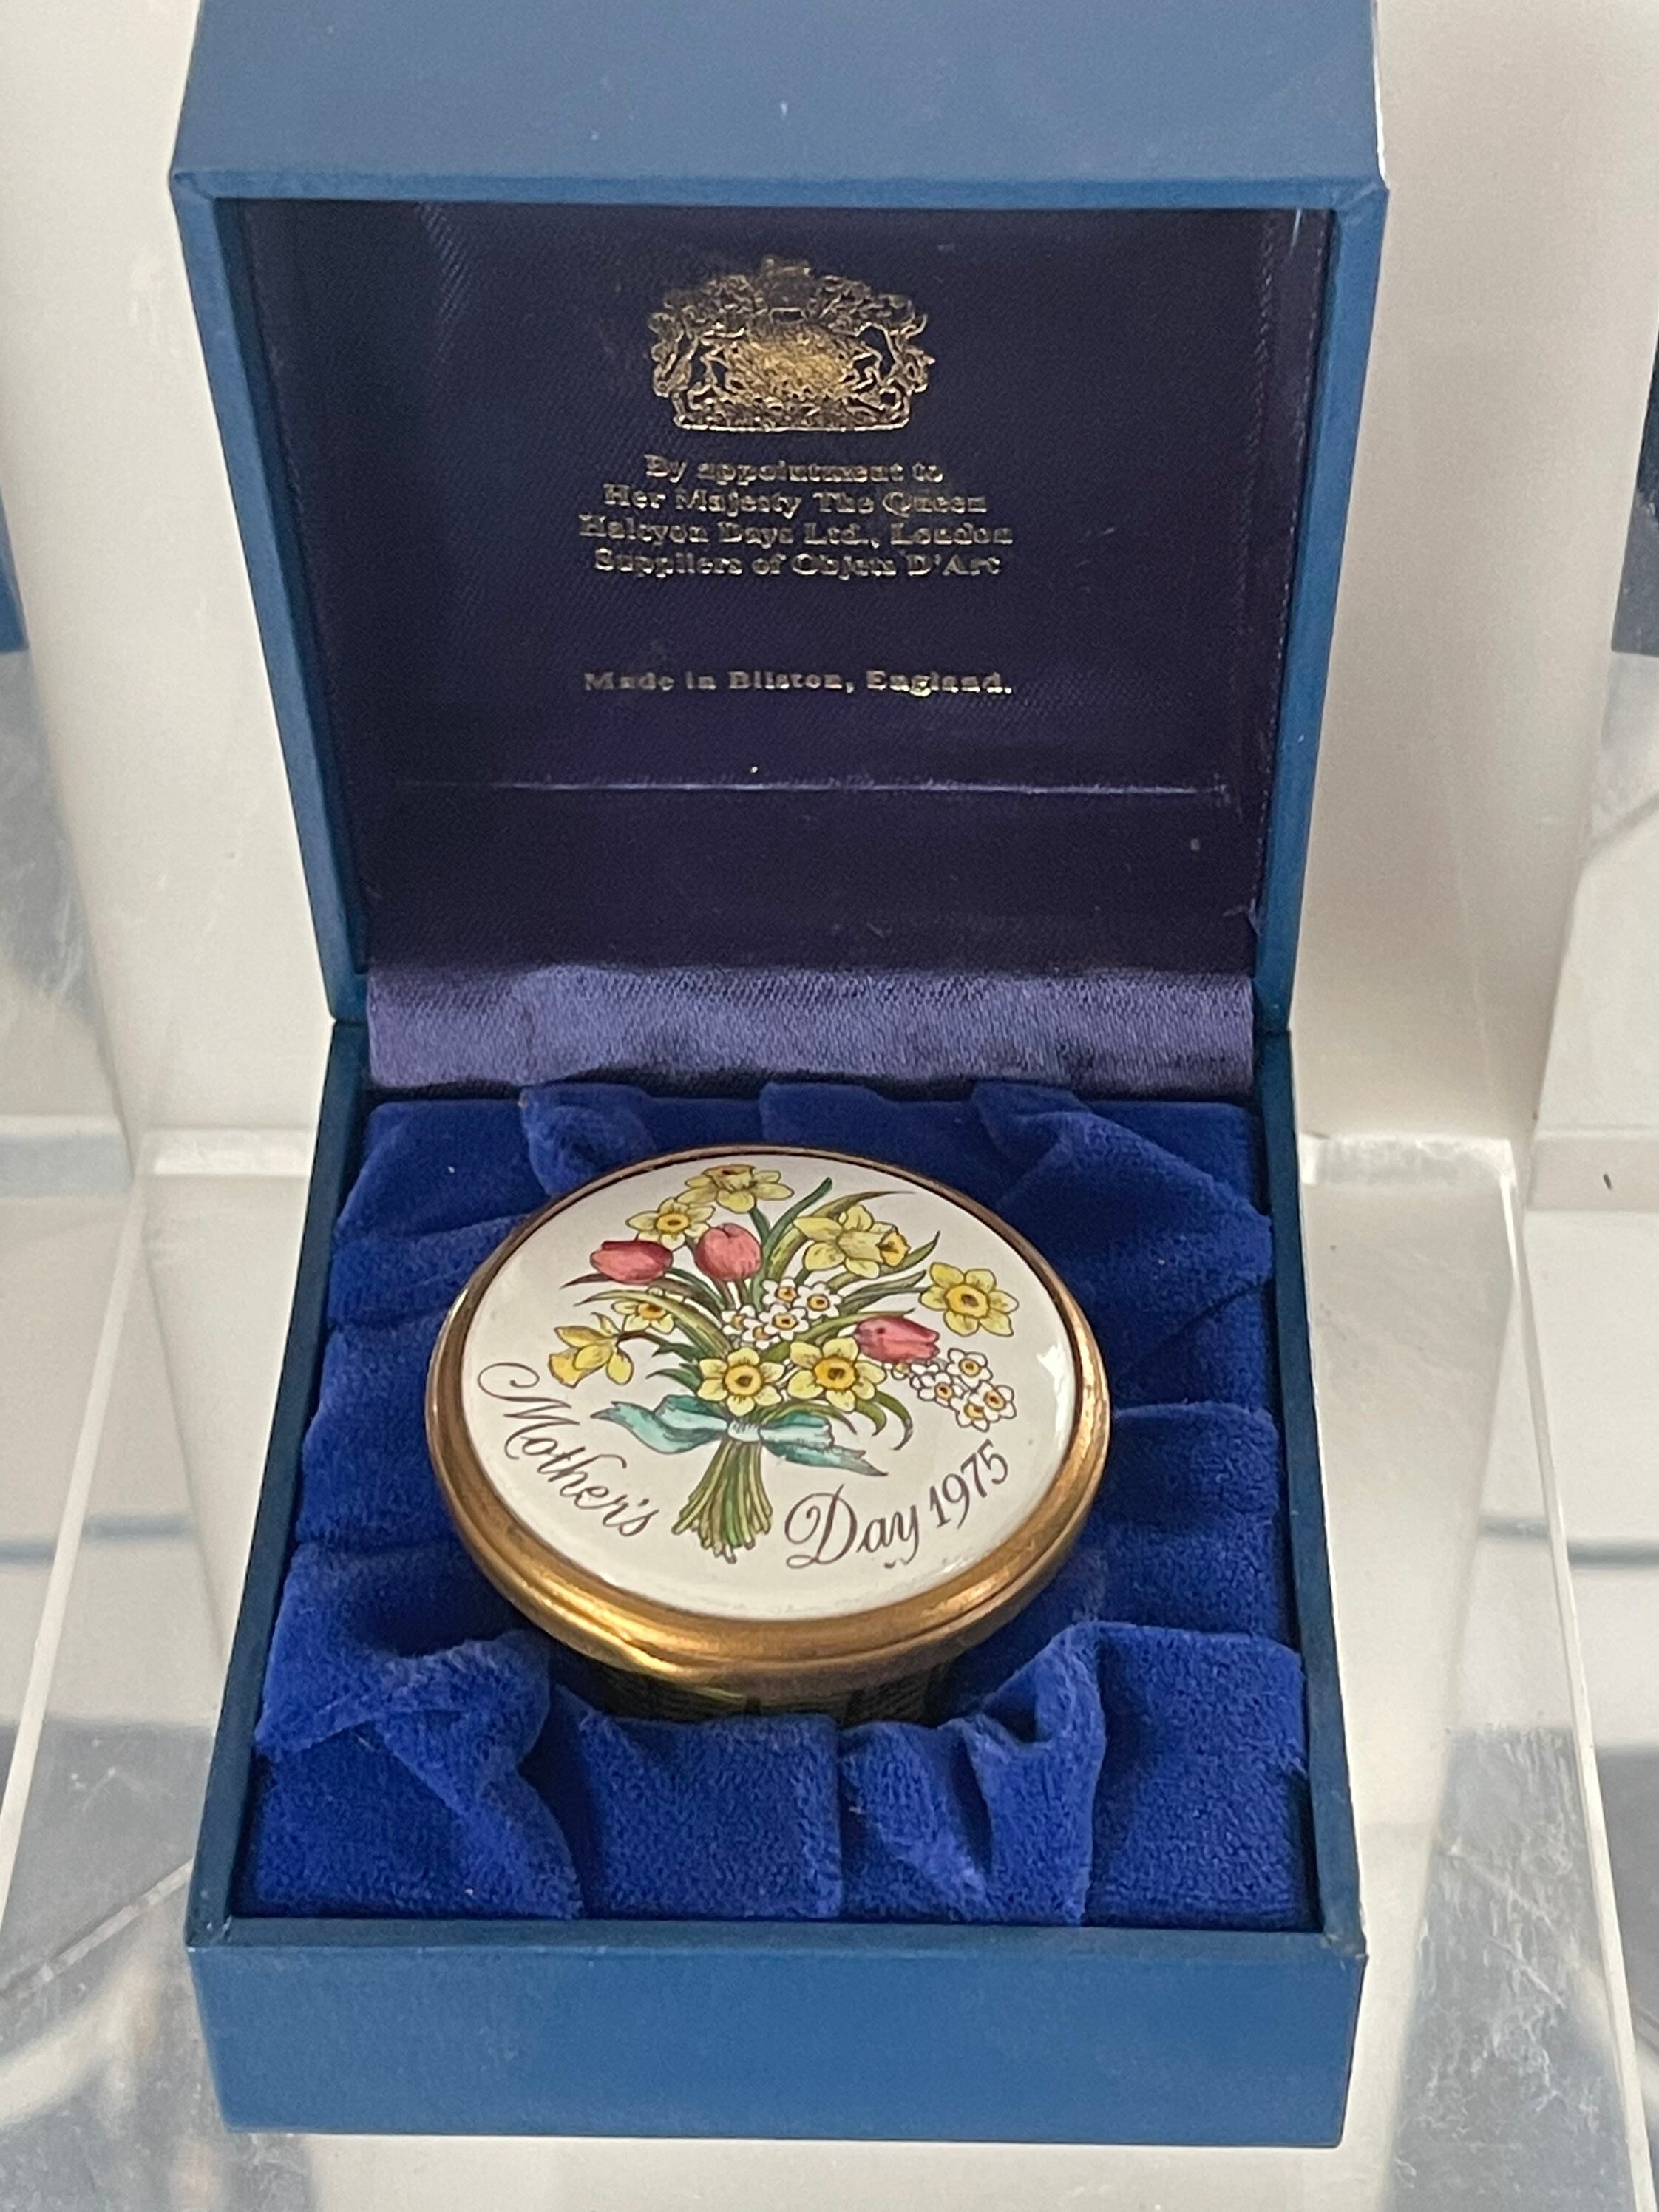 By appointment to
Her Majesty The Queen
Halcyon Days Ltd., London
Suppliers of Objets D'Art
Made in Bilston, England.
Mother's Day 1975